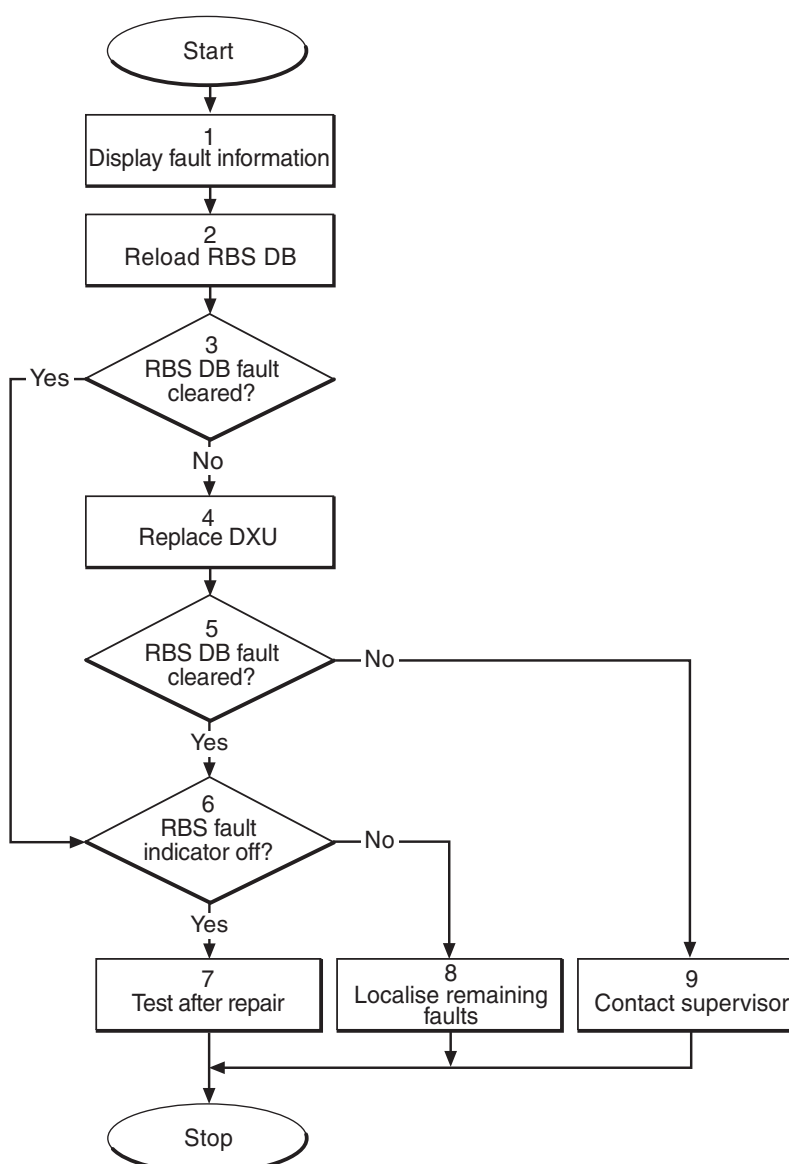 Start
1
Display fault information
2
Reload RBS DB
3
RBS DB fault
cleared?
Yes
No
4
Replace DXU
5
RBS DB fault
cleared?
No
Yes
6
RBS fault
indicator off?
No
Yes
7
Test after repair
8
Localise remaining
faults
9
Contact supervisor
Stop